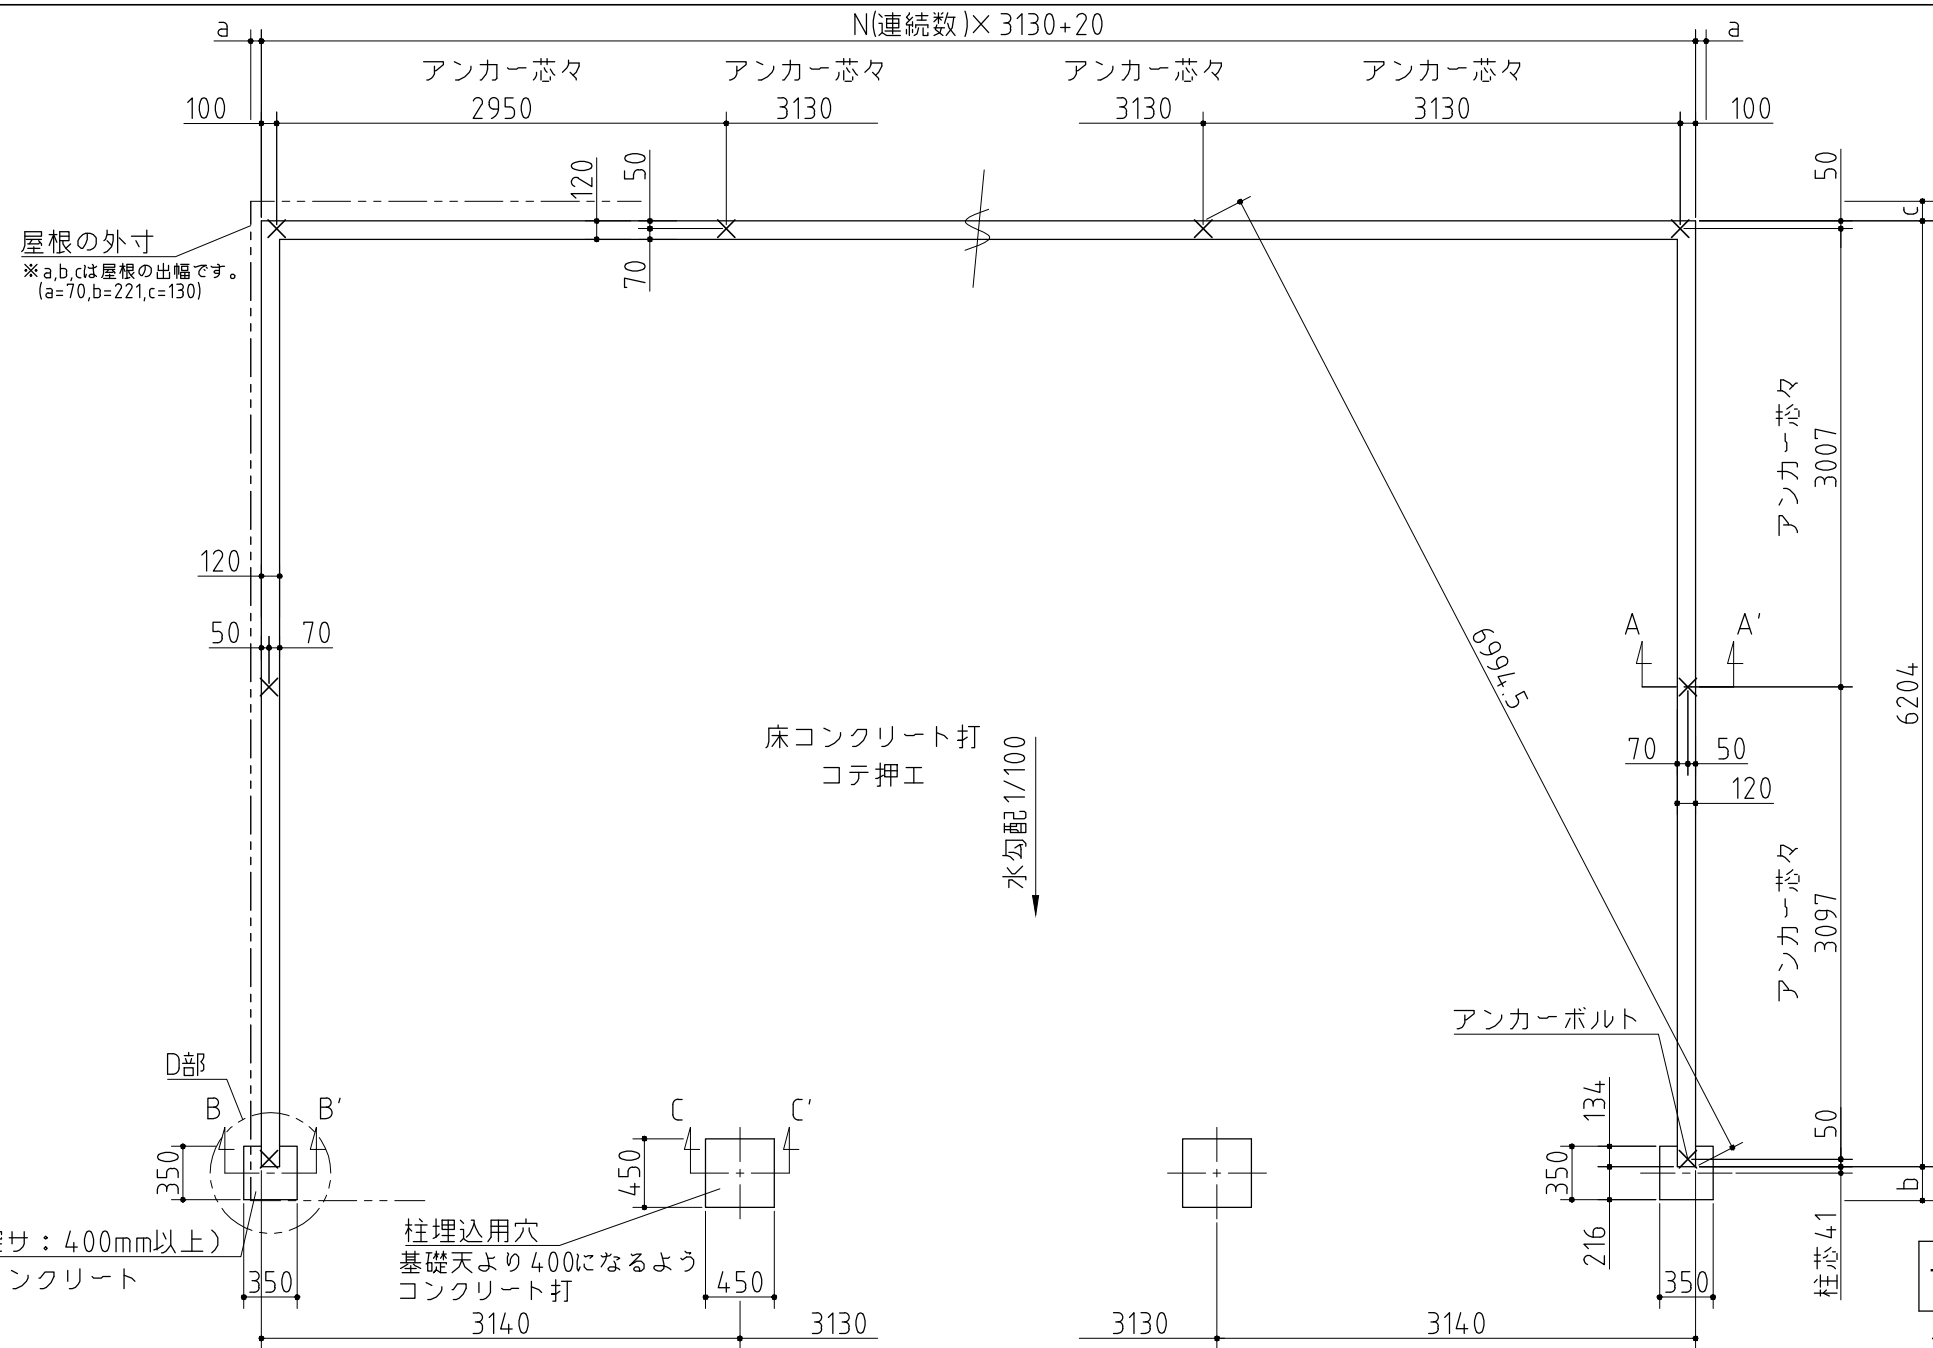 a
N(連続数)×3130+20
a
アンカー芯々
アンカー芯々
アンカー芯々
アンカー芯々
100
2950
3130
3130
3130
100
120
50
70
50
c
屋根の外寸
※a,b,cは屋根の出幅です。
(a=70,b=221,c=130)
アンカー芯々
3007
120
50
70
6994.5
A
A'
6204
床コンクリート打
コテ押エ
水勾配1/100
70
50
120
アンカー芯々
3097
アンカーボルト
D部
B
B'
C
C'
350
450
134
350
216
50
b
柱芯41
サ：400mm以上）
ンクリート
柱埋込用穴
基礎天より400になるよう
コンクリート打
350
450
350
3140
3130
3130
3140